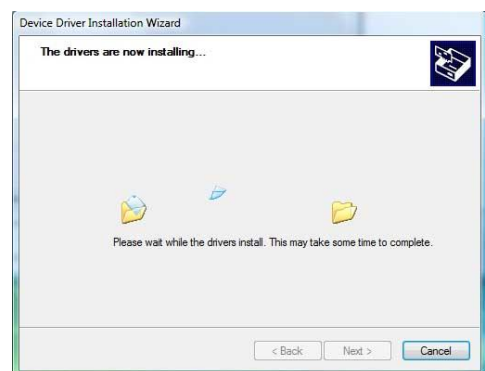 Device Driver Installation Wizard
The drivers are now installing...
Please wait while the drivers install. This may take some time to complete.
< Back
Next >
Cancel